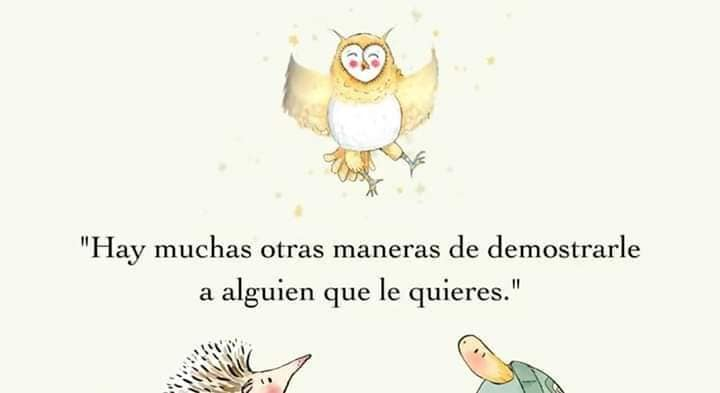 "Hay muchas otras maneras de demostrarle
a alguien que le quieres."